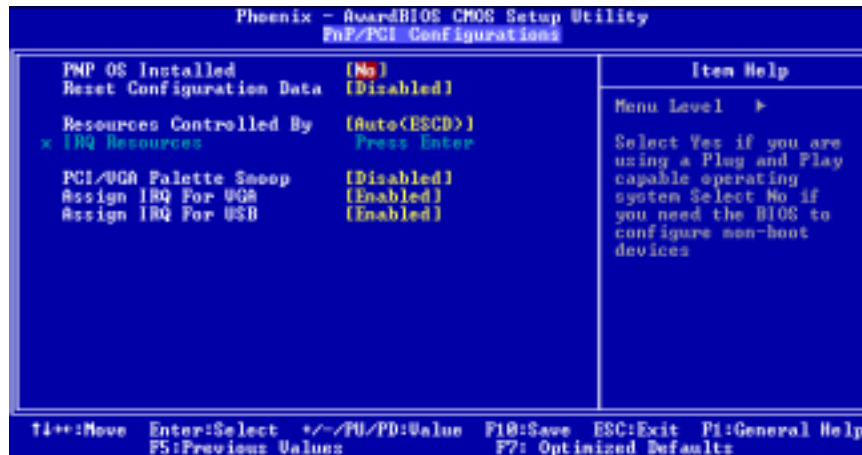 Phoenix - AwardBIOS CMOS Setup Utility
PnP/PCI Configurations
PNP OS Installed [No]
Reset Configuration Data [Disabled]
Resources Controlled By [Auto(ESCD)]
x IRQ Resources Press Enter
PCI/VGA Palette Snoop [Disabled]
Assign IRQ For VGA [Enabled]
Assign IRQ For USB [Enabled]
Item Help
Menu Level ►
Select Yes if you are
using a Plug and Play
capable operating
system Select No if
you need the BIOS to
configure non-boot
devices
↑↓→←:Move Enter:Select +/-/PU/PD:Value F10:Save ESC:Exit F1:General Help
F5:Previous Values F7: Optimized Defaults